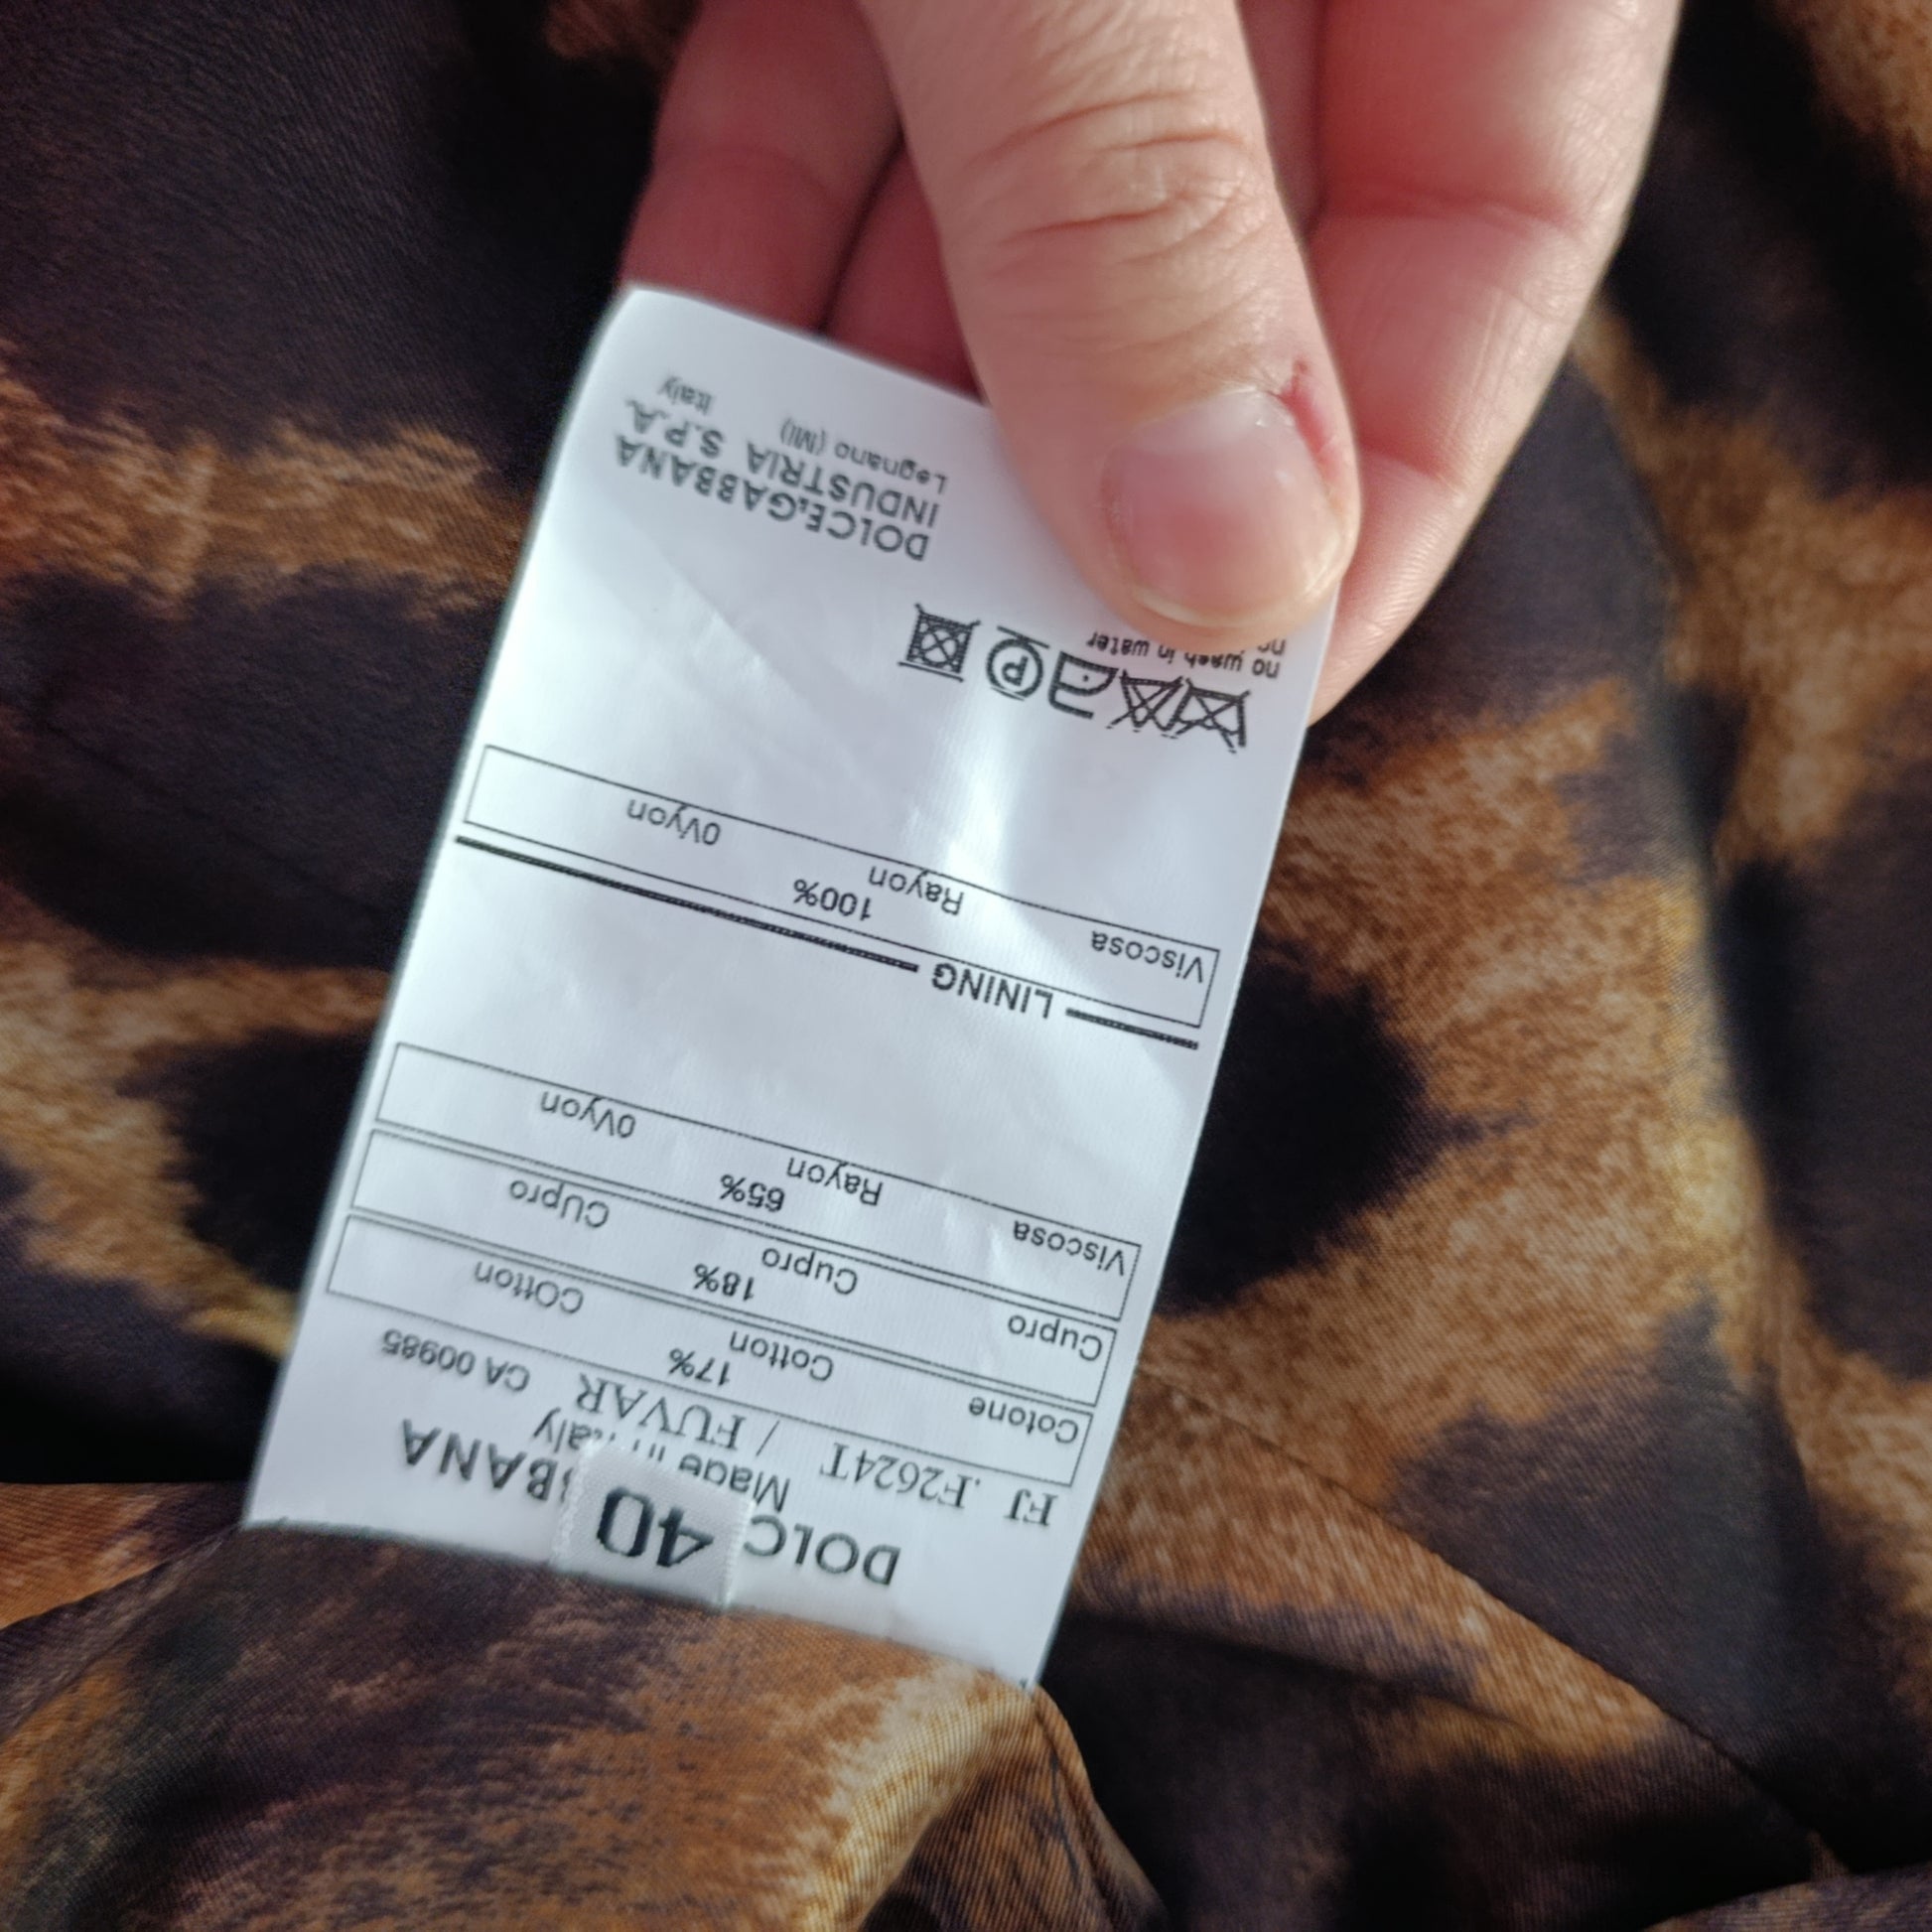 DOLC BBANA
40
Made in Italy
FJ .F2624T / FUVAR CA 00985
Cotone 17%
Cotton COtton
Cupro 18%
Cupro CUpro
Viscosa 65%
Rayon 0Vyon
LINING
Viscosa 100%
Rayon 0Vyon
P
no wash in water
DOLCE&GABBANA
INDUSTRIA S.P.A.
Legnano (MI) Italy